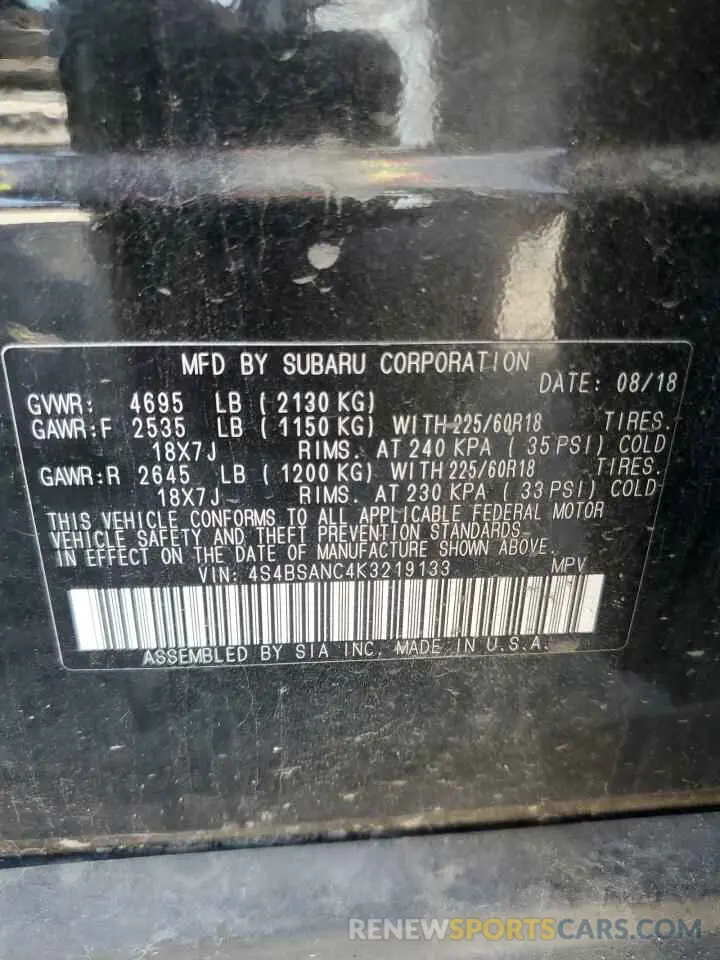 MFD BY SUBARU CORPORATION
DATE: 08/18
GVWR: 4695 LB (2130 KG)
GAWR:F 2535 LB (1150 KG) WITH 225/60R18 TIRES.
18X7J RIMS. AT 240 KPA (35 PSI) COLD
GAWR:R 2645 LB (1200 KG) WITH 225/60R18 TIRES.
18X7J RIMS. AT 230 KPA (33 PSI) COLD
THIS VEHICLE CONFORMS TO ALL APPLICABLE FEDERAL MOTOR
VEHICLE SAFETY AND THEFT PREVENTION STANDARDS
IN EFFECT ON THE DATE OF MANUFACTURE SHOWN ABOVE.
VIN: 4S4BSANC4K3219133 MPV
ASSEMBLED BY SIA INC. MADE IN U.S.A.
RENEWSPORTSCARS.COM